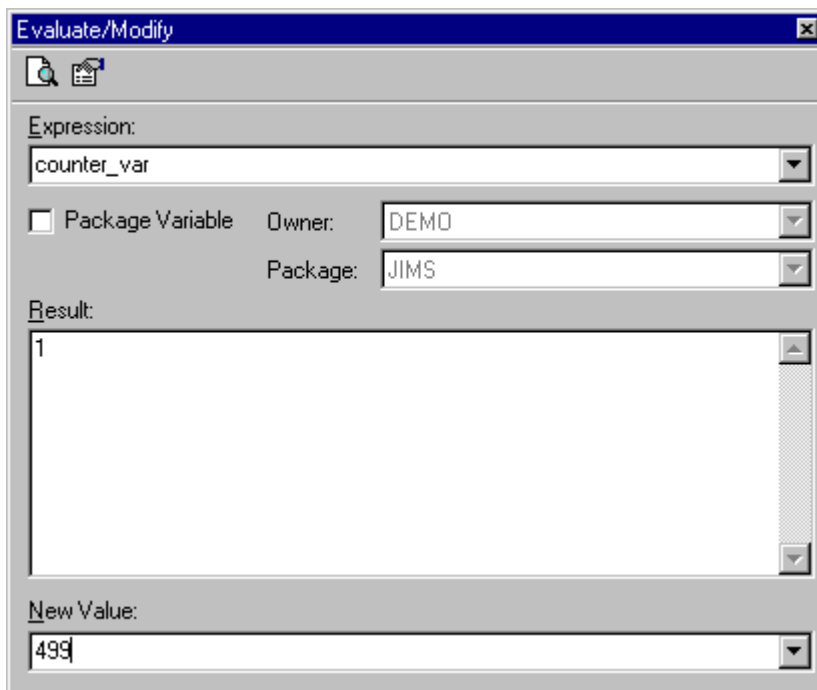 Evaluate/Modify
Expression:
counter_var
Package Variable Owner: DEMO
Package: JIMS
Result:
1
New Value:
499